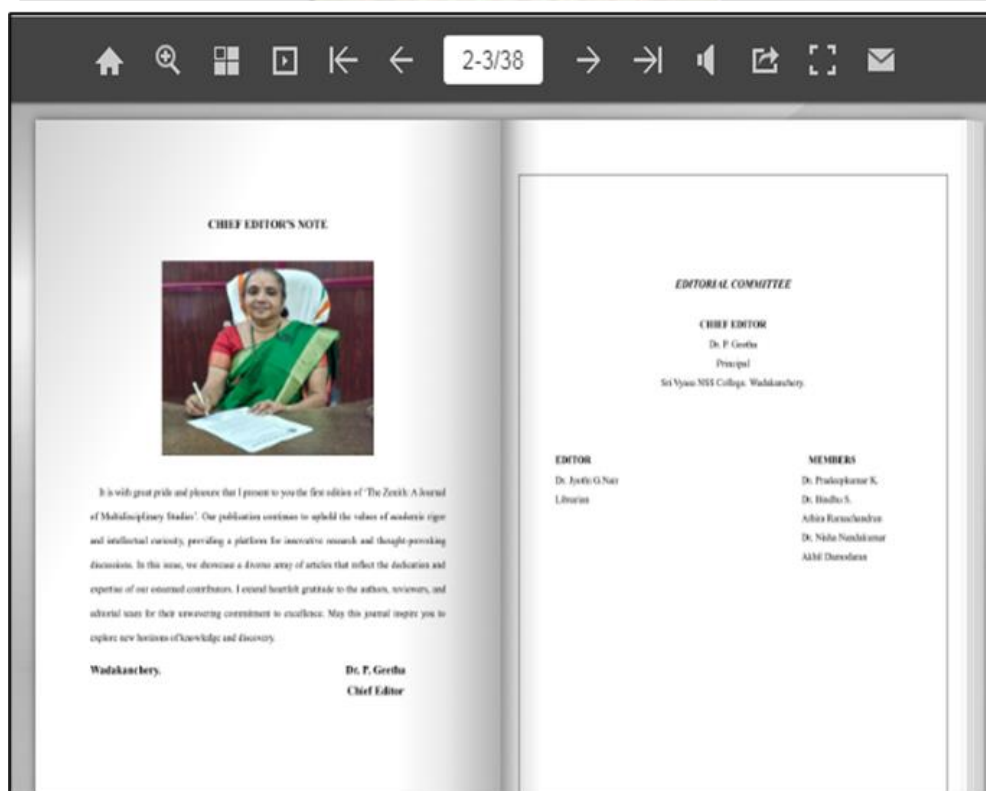 2-3/38
CHIEF EDITOR'S NOTE
It is with great pride and pleasure that I present to you the first edition of 'The Zenith: A Journal
of Multidisciplinary Studies'. Our publication continues to uphold the values of academic rigor
and intellectual curiosity, providing a platform for innovative research and thought-provoking
discussions. In this issue, we showcase a diverse array of articles that reflect the dedication and
expertise of our esteemed contributors. I extend heartfelt gratitude to the authors, reviewers, and
editorial team for their unwavering commitment to excellence. May this journal inspire you to
explore new horizons of knowledge and discovery.
Wadakanchery. Dr. P. Geetha
Chief Editor
EDITORIAL COMMITTEE
CHIEF EDITOR
Dr. P. Geetha
Principal
Sri Vyasa NSS College, Wadakanchery.
EDITOR
Dr. Jyothi G.Nair
Librarian
MEMBERS
Dr. Pradeepkumar K.
Dr. Bindhu S.
Athira Ramachandran
Dr. Nisha Nandakumar
Akhil Damodaran